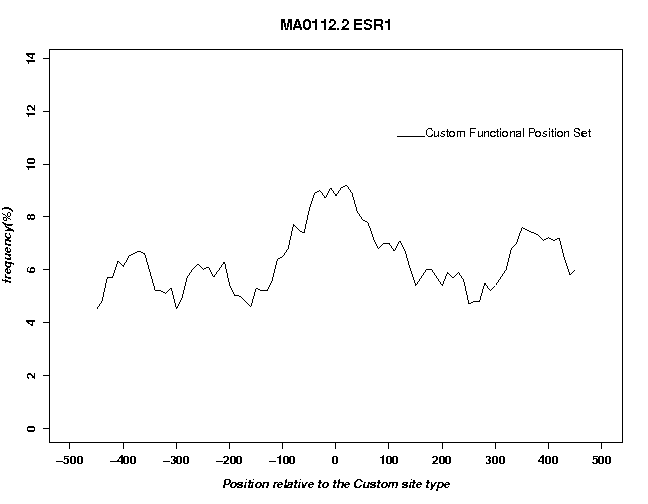 MA0112.2 ESR1
14
12
10
8
6
4
2
0
frequency(%)
Custom Functional Position Set
−500 −400 −300 −200 −100 0 100 200 300 400 500
Position relative to the Custom site type